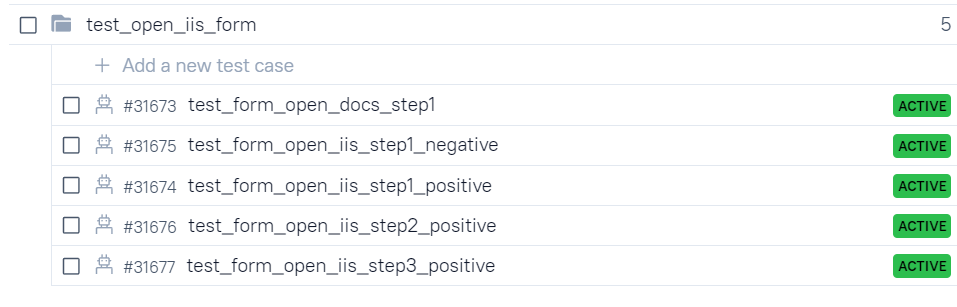 test_open_iis_form 5
+ Add a new test case
#31673 test_form_open_docs_step1 ACTIVE
#31675 test_form_open_iis_step1_negative ACTIVE
#31674 test_form_open_iis_step1_positive ACTIVE
#31676 test_form_open_iis_step2_positive ACTIVE
#31677 test_form_open_iis_step3_positive ACTIVE